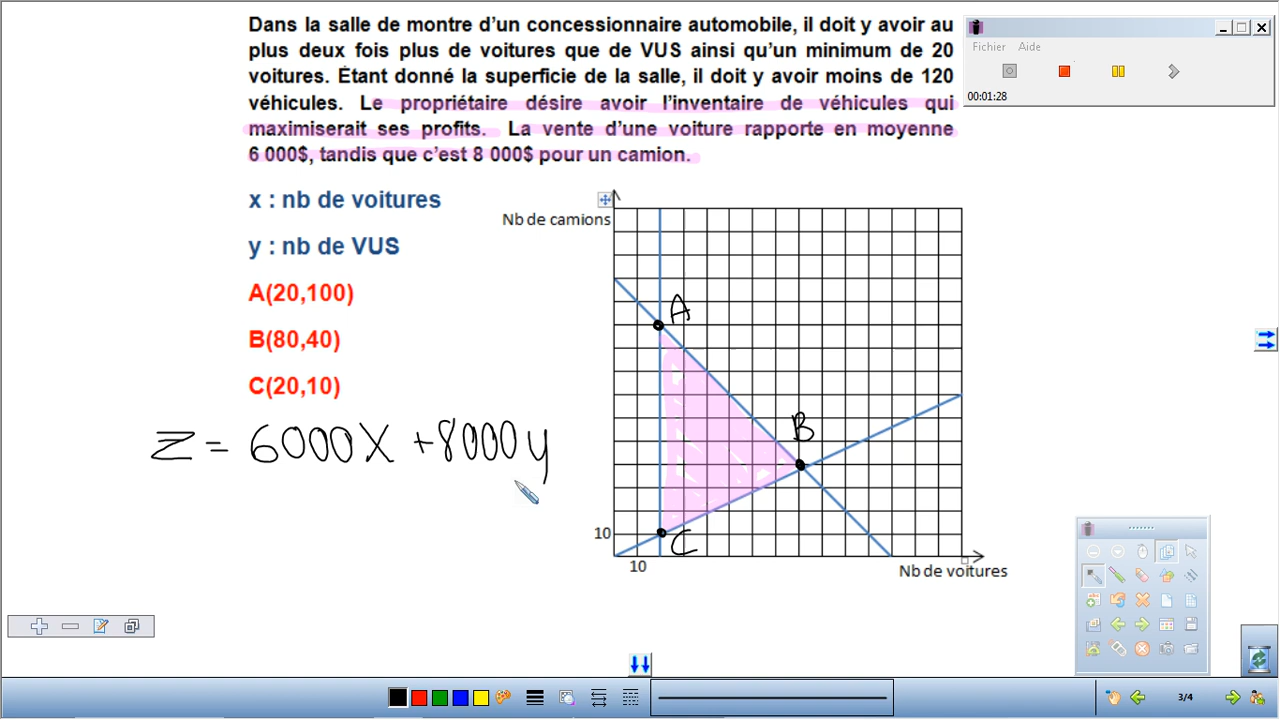 Dans la salle de montre d'un concessionnaire automobile, il doit y avoir au
plus deux fois plus de voitures que de VUS ainsi qu'un minimum de 20
voitures. Étant donné la superficie de la salle, il doit y avoir moins de 120
véhicules. Le propriétaire désire avoir l'inventaire de véhicules qui
maximiserait ses profits. La vente d'une voiture rapporte en moyenne
6 000$, tandis que c'est 8 000$ pour un camion.
Fichier Aide
00:01:28
x : nb de voitures
y : nb de VUS
A(20,100)
B(80,40)
C(20,10)
Z = 6000X + 8000y
Nb de camions
A
B
C
10
10
Nb de voitures
3/4